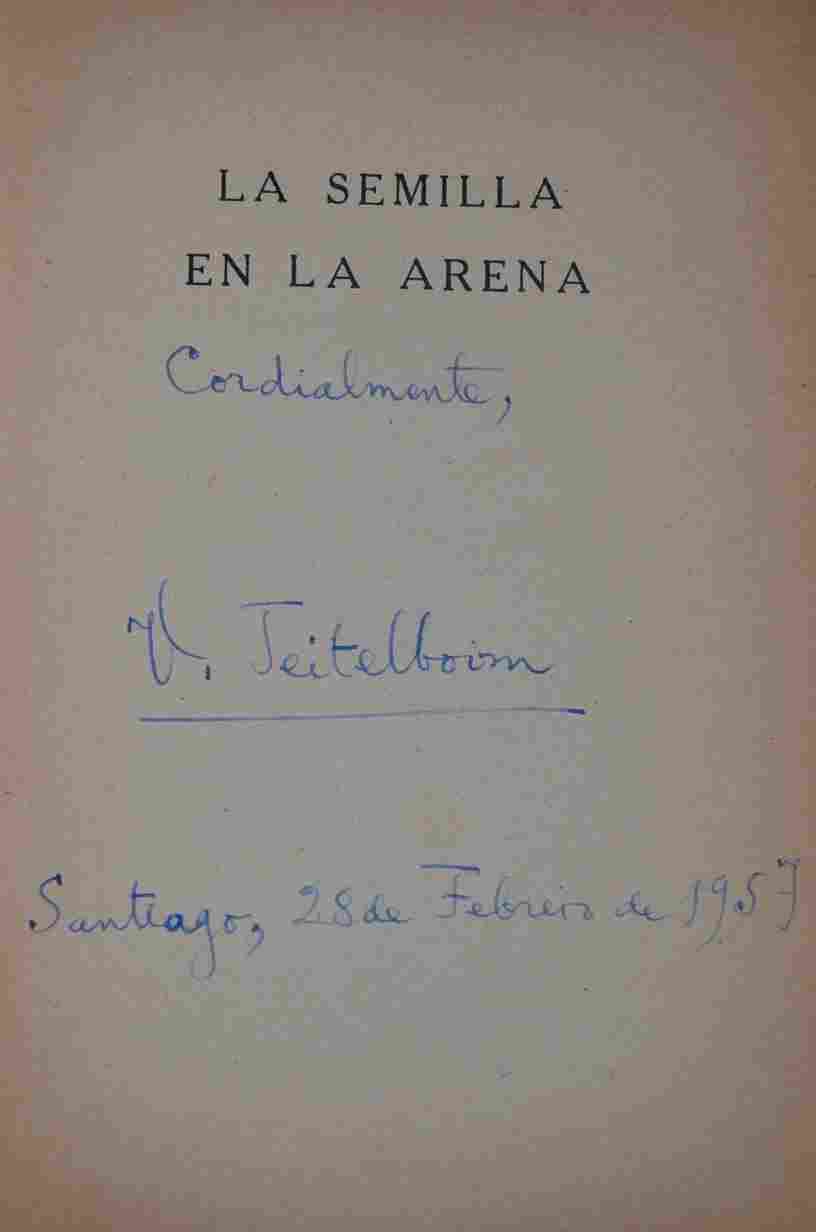 LA SEMILLA
EN LA ARENA
Cordialmente,
V. Teitelboim
Santiago, 28 de Febrero de 1957